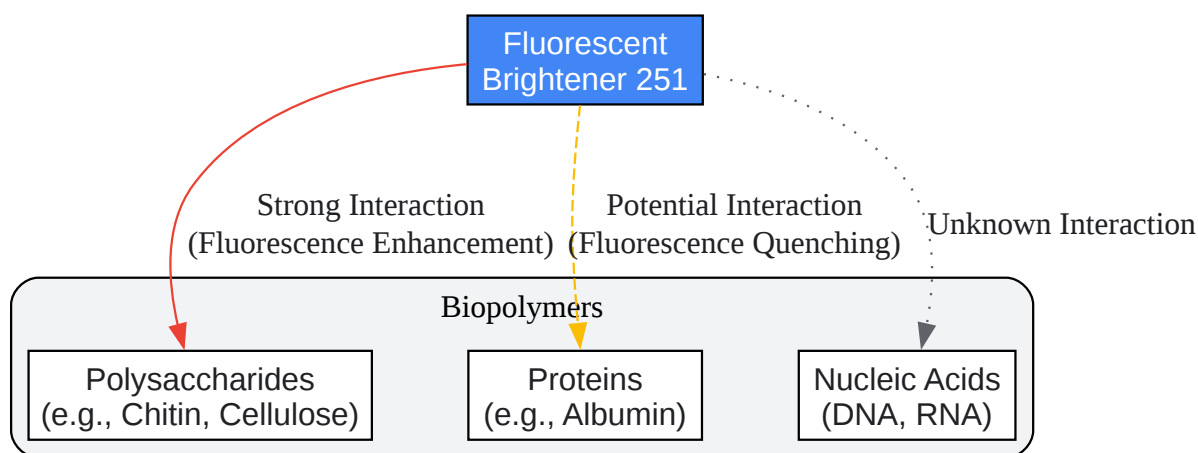 Fluorescent
Brightener 251
Strong Interaction
(Fluorescence Enhancement)
Potential Interaction
(Fluorescence Quenching)
Unknown Interaction
Biopolymers
Polysaccharides
(e.g., Chitin, Cellulose)
Proteins
(e.g., Albumin)
Nucleic Acids
(DNA, RNA)